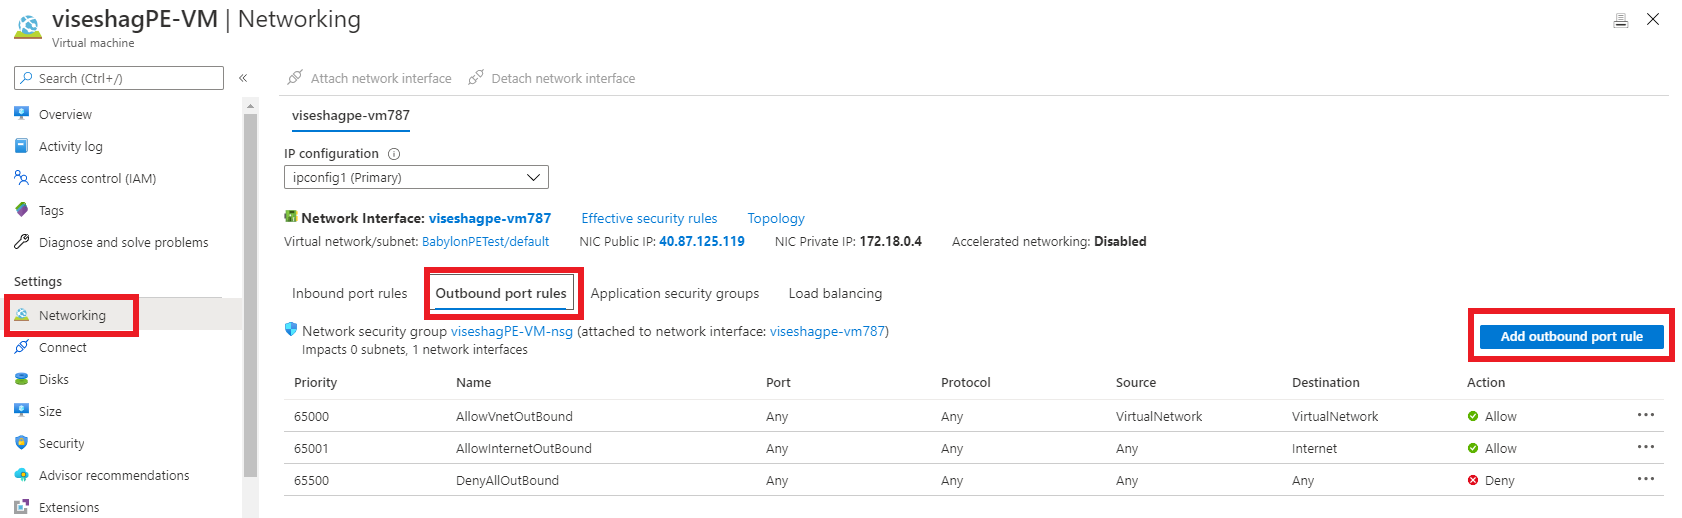 viseshagPE-VM | Networking
Virtual machine
Search (Ctrl+/)
«
Overview
Activity log
Access control (IAM)
Tags
Diagnose and solve problems
Settings
Networking
Connect
Disks
Size
Security
Advisor recommendations
Extensions
Attach network interface Detach network interface
viseshagpe-vm787
IP configuration
ipconfig1 (Primary)
Network Interface: viseshagpe-vm787 Effective security rules Topology
Virtual network/subnet: BabylonPETest/default NIC Public IP: 40.87.125.119 NIC Private IP: 172.18.0.4 Accelerated networking: Disabled
Inbound port rules Outbound port rules Application security groups Load balancing
Network security group viseshagPE-VM-nsg (attached to network interface: viseshagpe-vm787)
Impacts 0 subnets, 1 network interfaces
Add outbound port rule
Priority Name Port Protocol Source Destination Action
65000 AllowVnetOutBound Any Any VirtualNetwork VirtualNetwork Allow ...
65001 AllowInternetOutBound Any Any Any Internet Allow ...
65500 DenyAllOutBound Any Any Any Any Deny ...